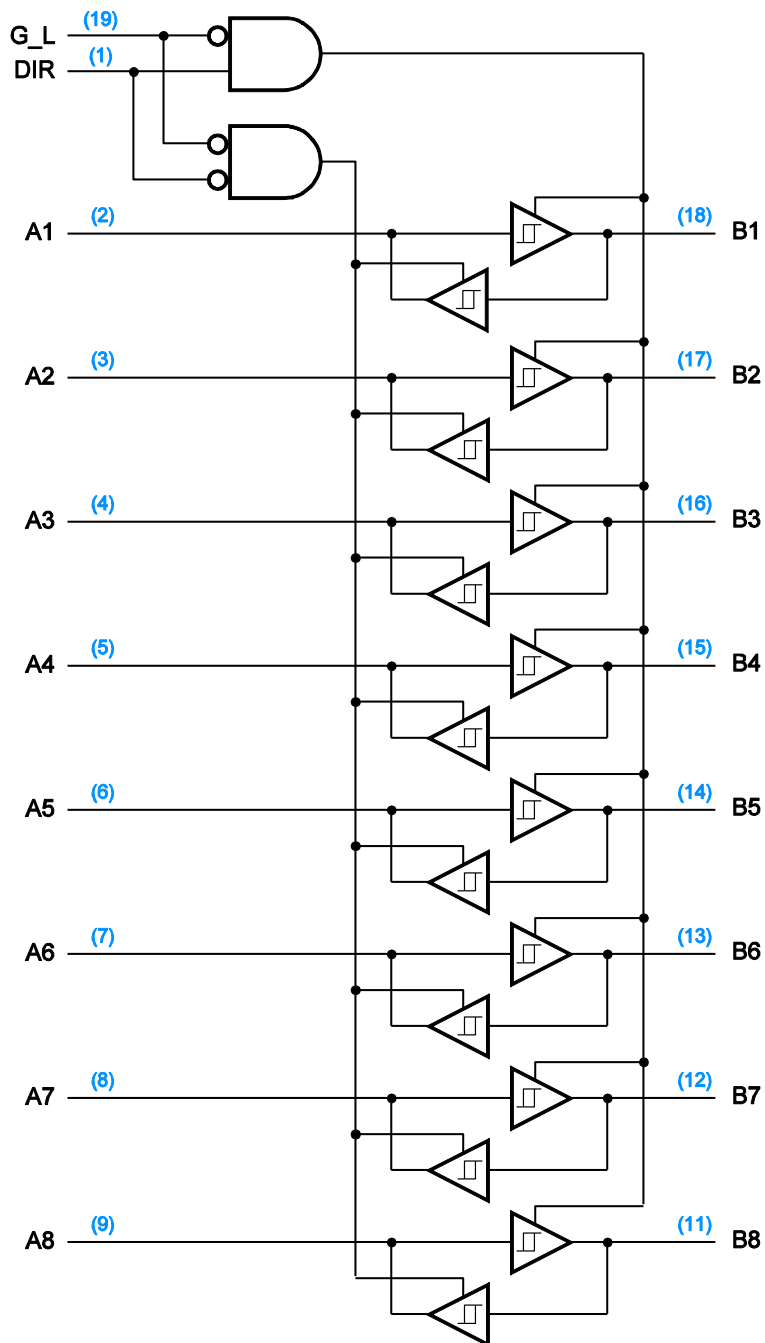 G_L (19)
DIR (1)
A1 (2) (18) B1
A2 (3) (17) B2
A3 (4) (16) B3
A4 (5) (15) B4
A5 (6) (14) B5
A6 (7) (13) B6
A7 (8) (12) B7
A8 (9) (11) B8